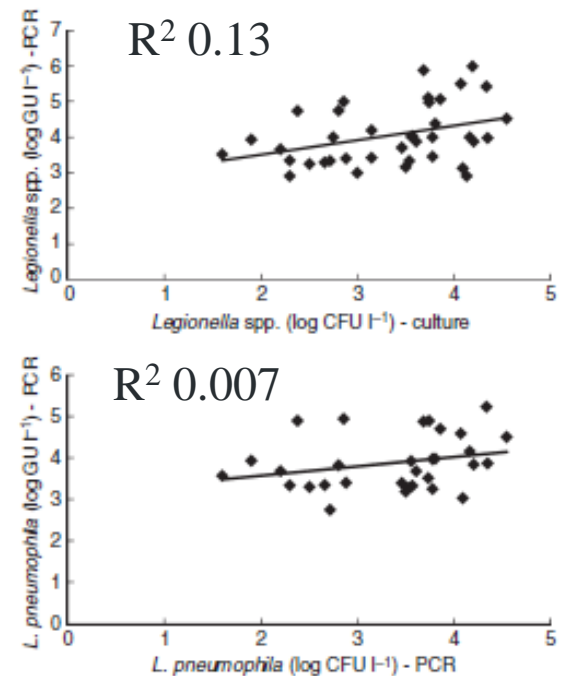 R² 0.13
Legionella spp. (log GU l⁻¹) - PCR
7
6
5
4
3
2
1
0
0 1 2 3 4 5
Legionella spp. (log CFU l⁻¹) - culture
R² 0.007
L. pneumophila (log GU l⁻¹) - PCR
6
5
4
3
2
1
0
0 1 2 3 4 5
L. pneumophila (log CFU l⁻¹) - PCR